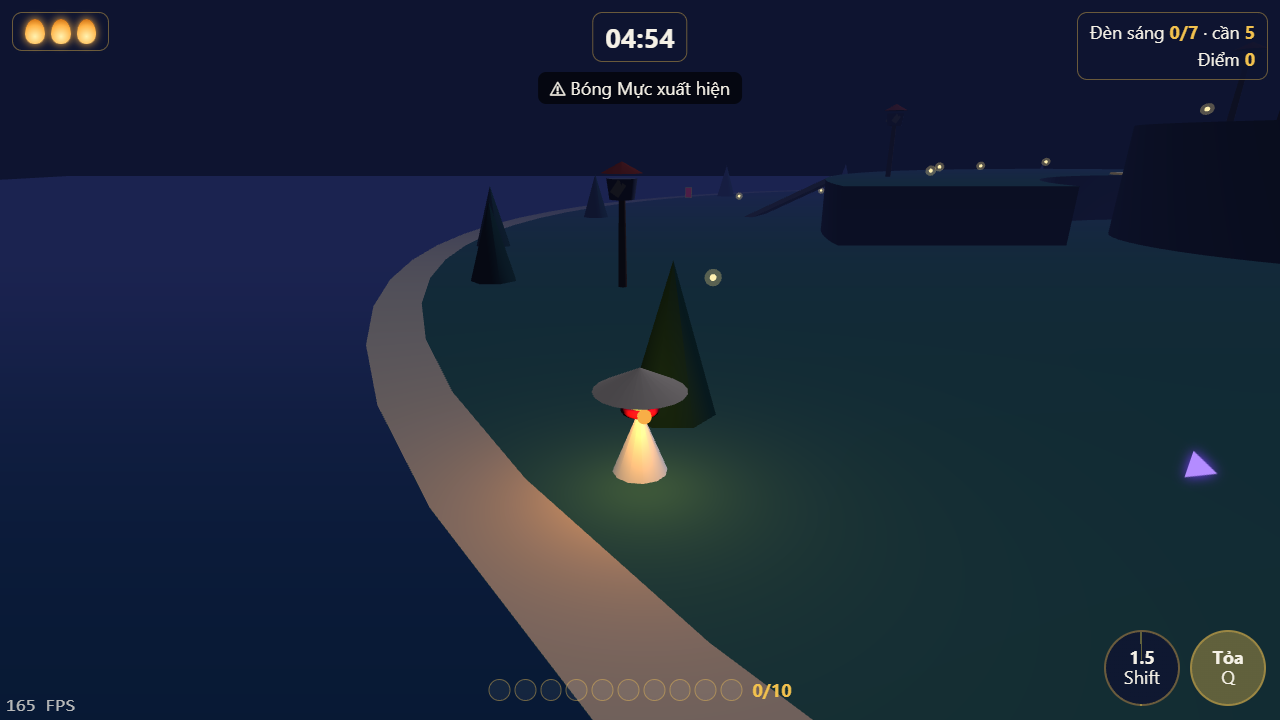 04:54
⚠ Bóng Mực xuất hiện
Đèn sáng 0/7 · cần 5
Điểm 0
1.5
Shift
Tỏa
Q
0/10
165 FPS